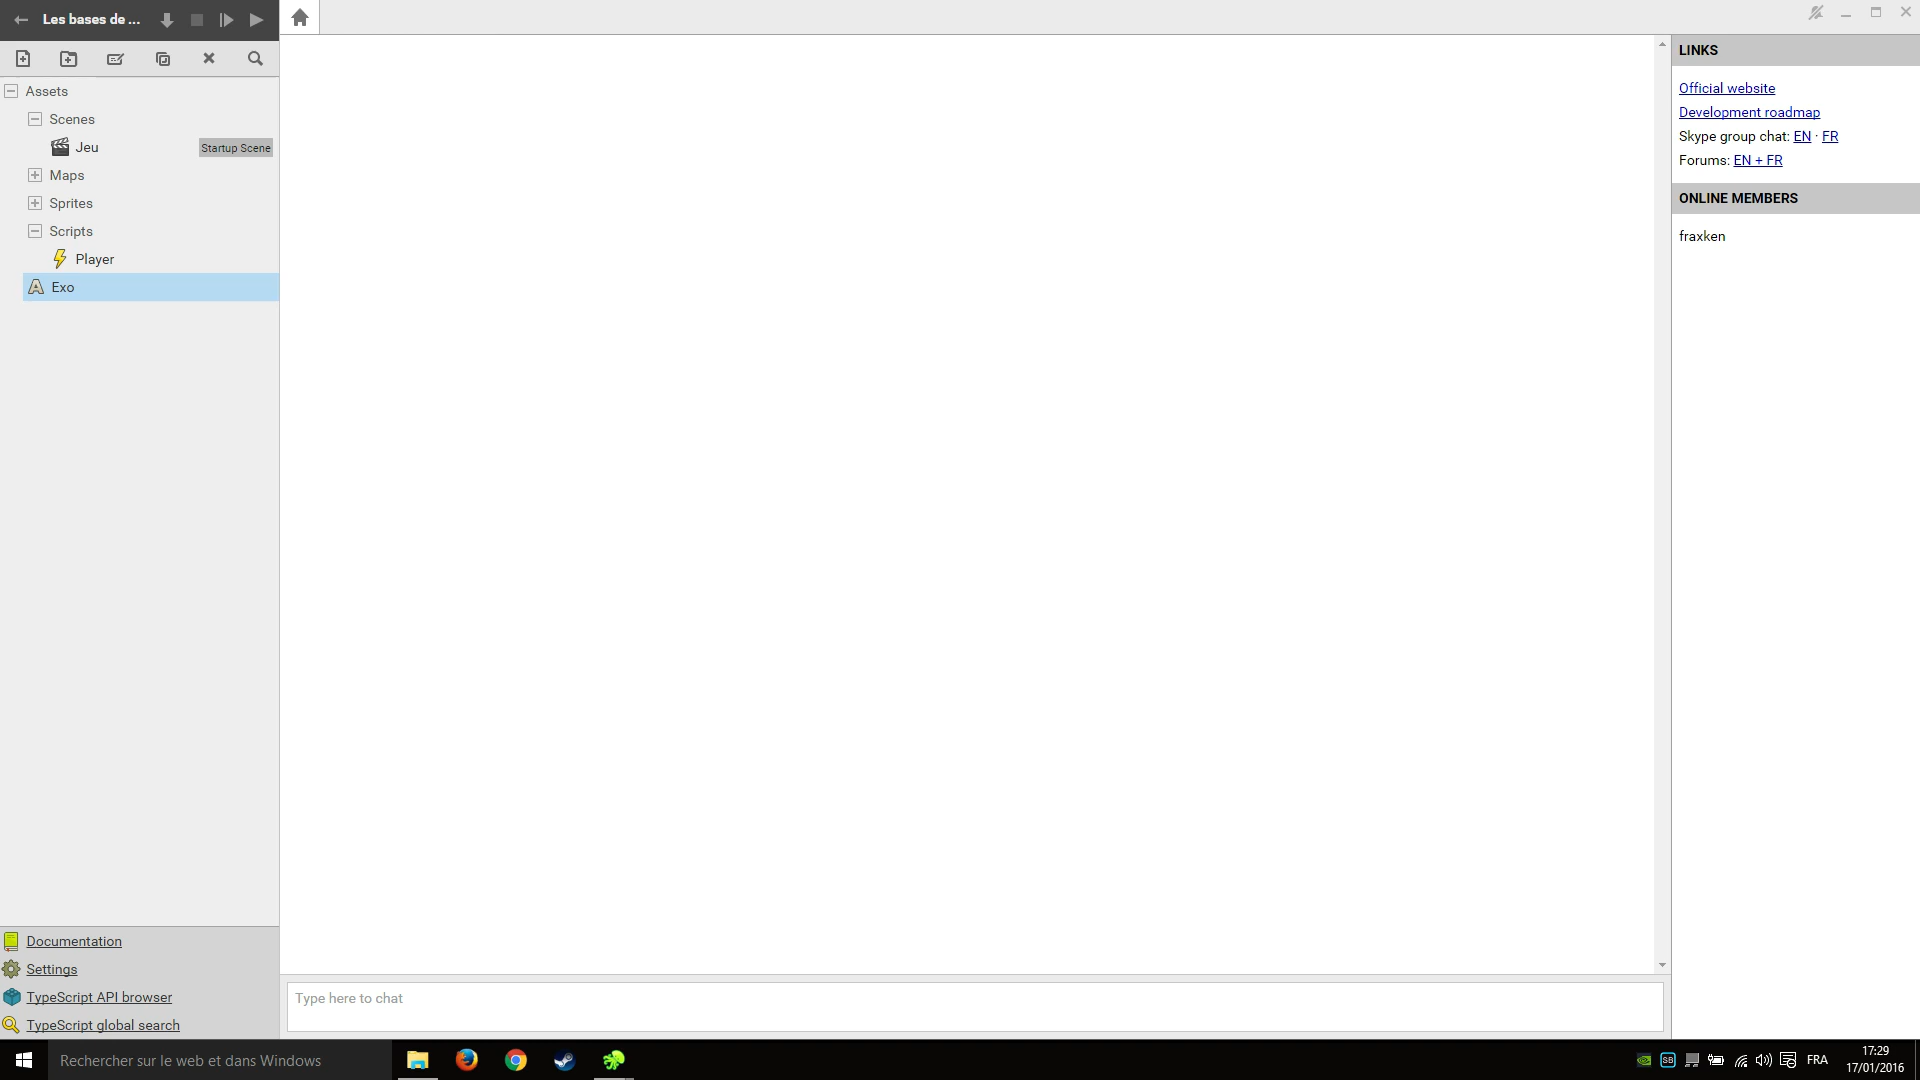 Les bases de ...
Assets
Scenes
Jeu
Startup Scene
Maps
Sprites
Scripts
Player
Exo
Documentation
Settings
TypeScript API browser
TypeScript global search
Type here to chat
LINKS
Official website
Development roadmap
Skype group chat: EN · FR
Forums: EN + FR
ONLINE MEMBERS
fraxken
Rechercher sur le web et dans Windows
SB
FRA
17:29
17/01/2016